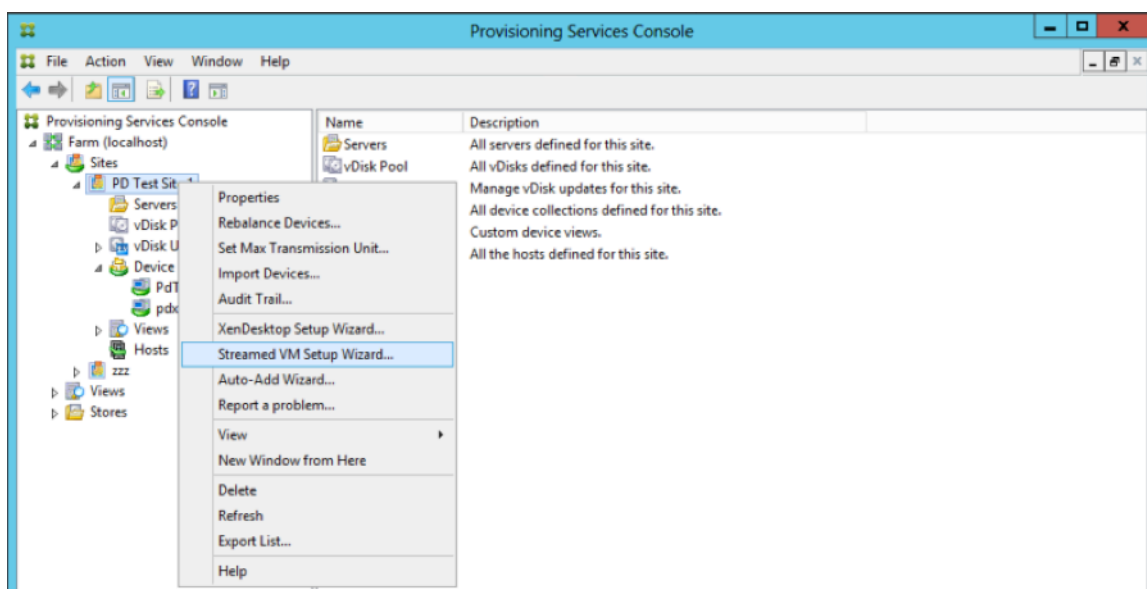 Provisioning Services Console
File Action View Window Help
Provisioning Services Console
Farm (localhost)
Sites
PD Test
Servers
vDisk
vDisk
Device
Views
Hosts
zzz
Views
Stores
Name Description
Servers All servers defined for this site.
vDisk Pool All vDisks defined for this site.
Manage vDisk updates for this site.
All device collections defined for this site.
Custom device views.
All the hosts defined for this site.
Properties
Rebalance Devices...
Set Max Transmission Unit...
Import Devices...
Audit Trail...
XenDesktop Setup Wizard...
Streamed VM Setup Wizard...
Auto-Add Wizard...
Report a problem...
View
New Window from Here
Delete
Refresh
Export List...
Help